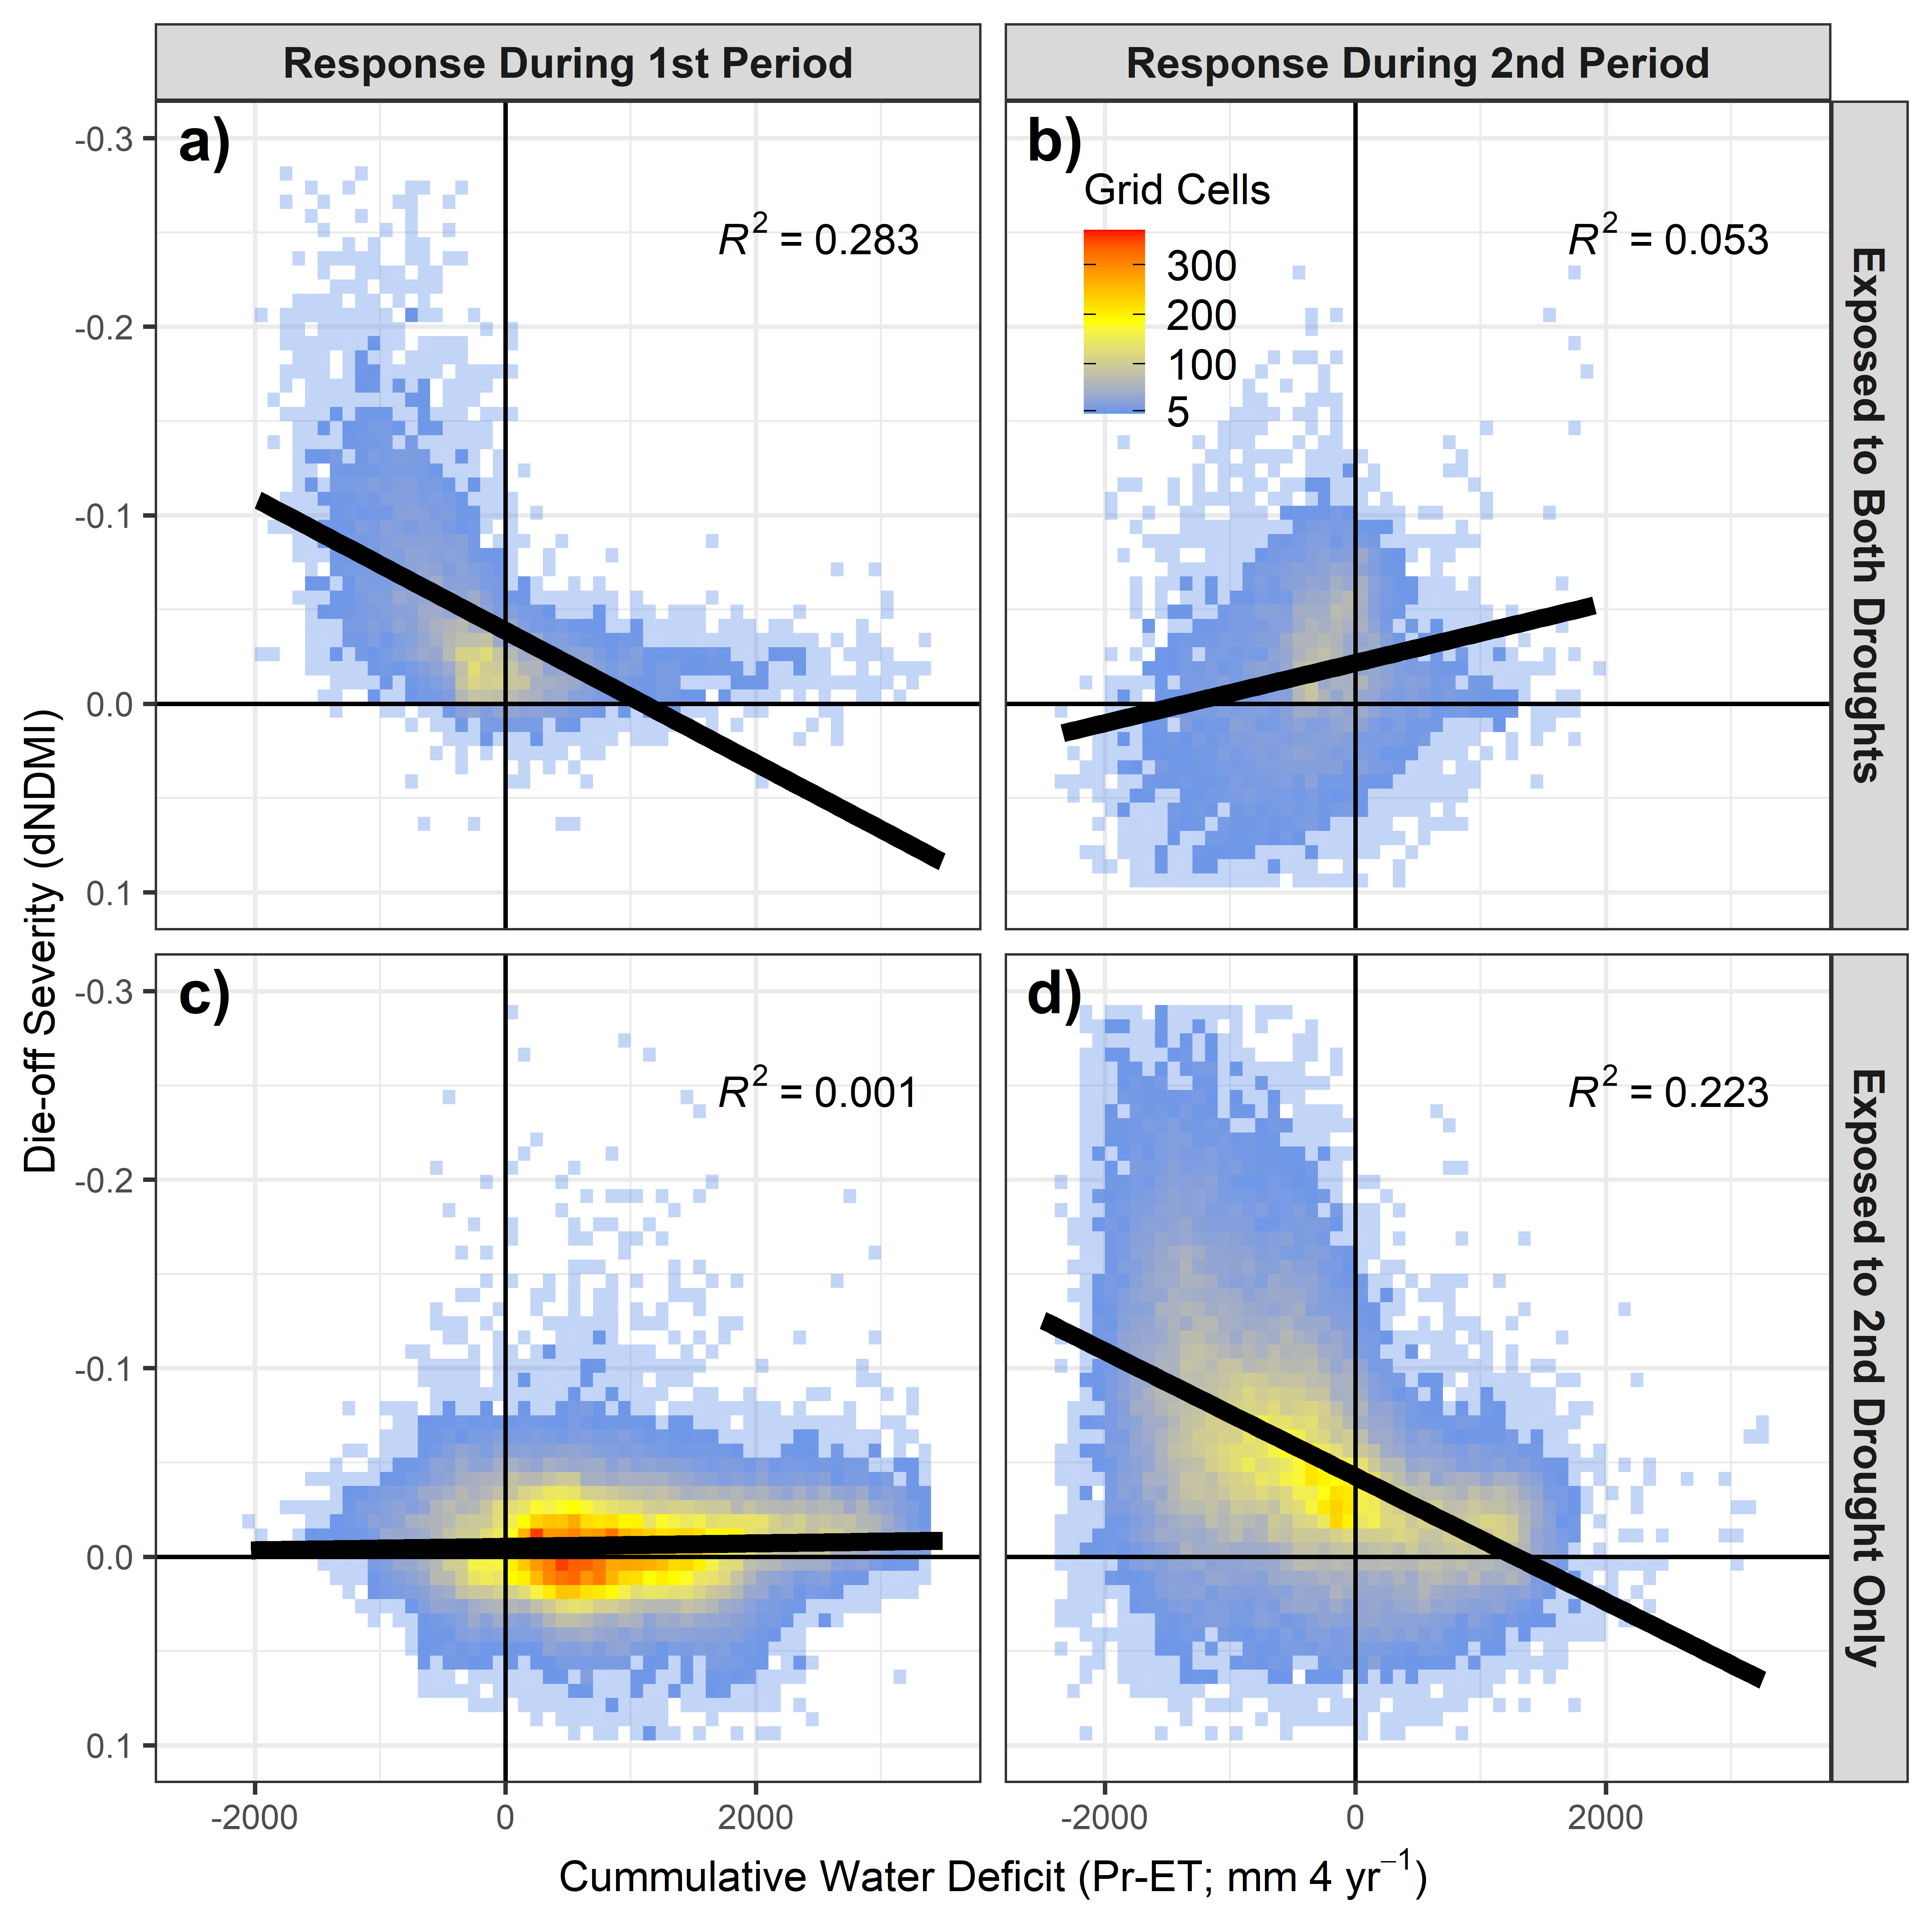 Response During 1st Period
Response During 2nd Period
a)
R² = 0.283
-0.3
-0.2
-0.1
0.0
0.1
b)
Grid Cells
300
200
100
5
R² = 0.053
Exposed to Both Droughts
Die-off Severity (dNDMI)
c)
R² = 0.001
-0.3
-0.2
-0.1
0.0
0.1
d)
R² = 0.223
Exposed to 2nd Drought Only
-2000 0 2000
-2000 0 2000
Cummulative Water Deficit (Pr-ET; mm 4 yr⁻¹)